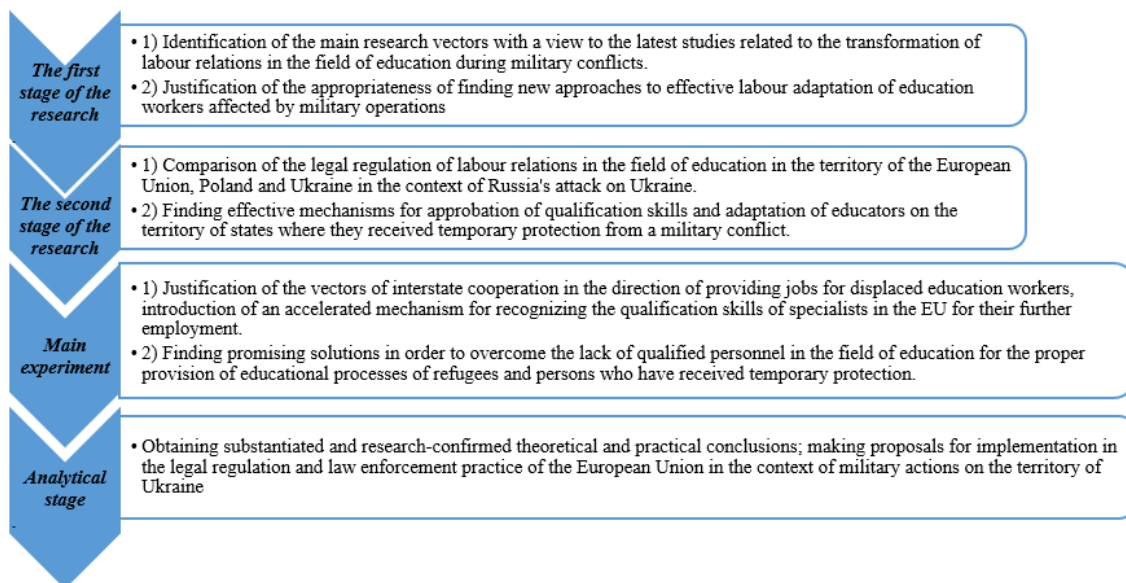 The first
stage of the
research
• 1) Identification of the main research vectors with a view to the latest studies related to the transformation of
labour relations in the field of education during military conflicts.
• 2) Justification of the appropriateness of finding new approaches to effective labour adaptation of education
workers affected by military operations
The second
stage of the
research
• 1) Comparison of the legal regulation of labour relations in the field of education in the territory of the European
Union, Poland and Ukraine in the context of Russia's attack on Ukraine.
• 2) Finding effective mechanisms for approbation of qualification skills and adaptation of educators on the
territory of states where they received temporary protection from a military conflict.
Main
experiment
• 1) Justification of the vectors of interstate cooperation in the direction of providing jobs for displaced education workers,
introduction of an accelerated mechanism for recognizing the qualification skills of specialists in the EU for their further
employment.
• 2) Finding promising solutions in order to overcome the lack of qualified personnel in the field of education for the proper
provision of educational processes of refugees and persons who have received temporary protection.
Analytical
stage
• Obtaining substantiated and research-confirmed theoretical and practical conclusions; making proposals for implementation in
the legal regulation and law enforcement practice of the European Union in the context of military actions on the territory of
Ukraine